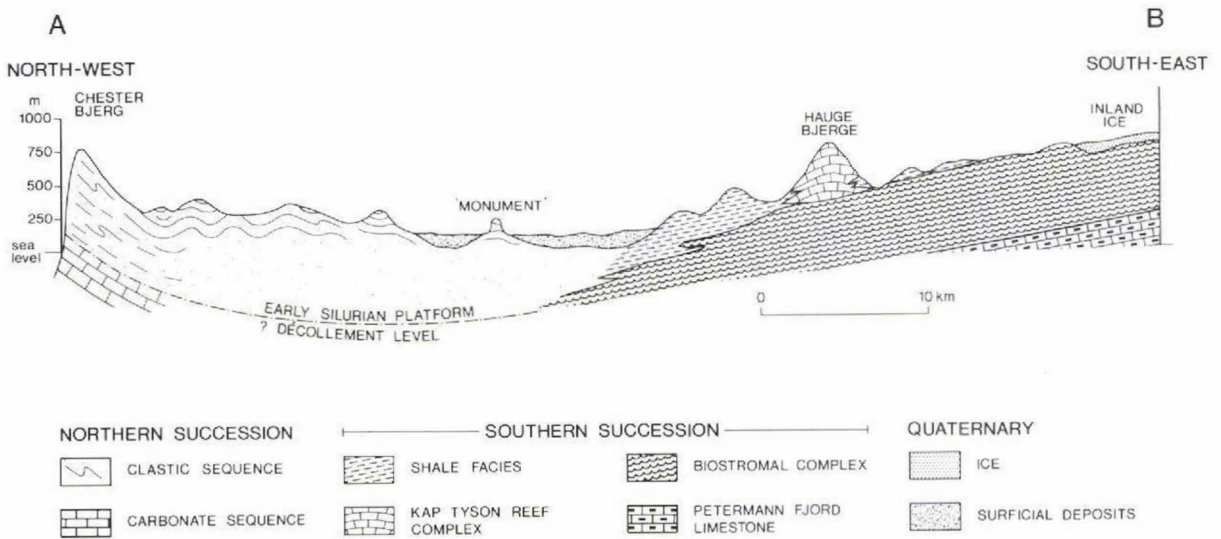 A
B
NORTH-WEST
SOUTH-EAST
m
CHESTER
BJERG
1000
750
500
250
sea
level
'MONUMENT'
HAUGE
BJERGE
INLAND
ICE
EARLY SILURIAN PLATFORM
? DÉCOLLEMENT LEVEL
0 10 km
NORTHERN SUCCESSION
SOUTHERN SUCCESSION
QUATERNARY
CLASTIC SEQUENCE
SHALE FACIES
BIOSTROMAL COMPLEX
ICE
CARBONATE SEQUENCE
KAP TYSON REEF
COMPLEX
PETERMANN FJORD
LIMESTONE
SURFICIAL DEPOSITS